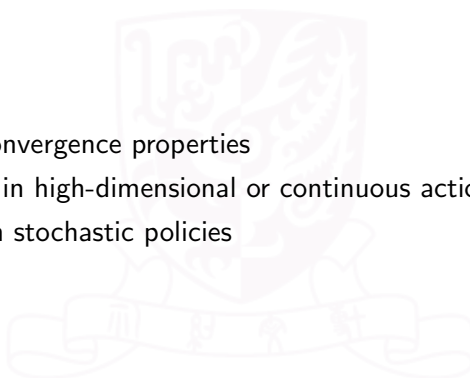 onvergence properties
in high-dimensional or continuous actio
stochastic policies